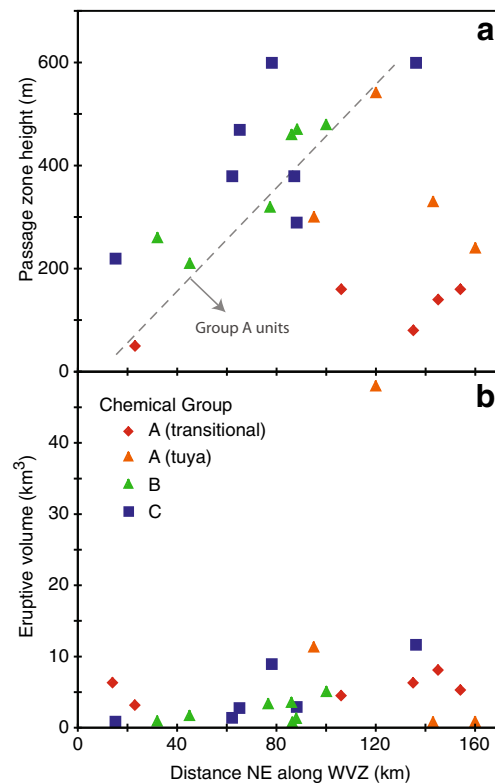 a
600
400
200
0
Passage zone height (m)
Group A units
b
Chemical Group
A (transitional)
A (tuya)
B
C
40
30
20
10
0
Eruptive volume (km³)
0 40 80 120 160
Distance NE along WVZ (km)